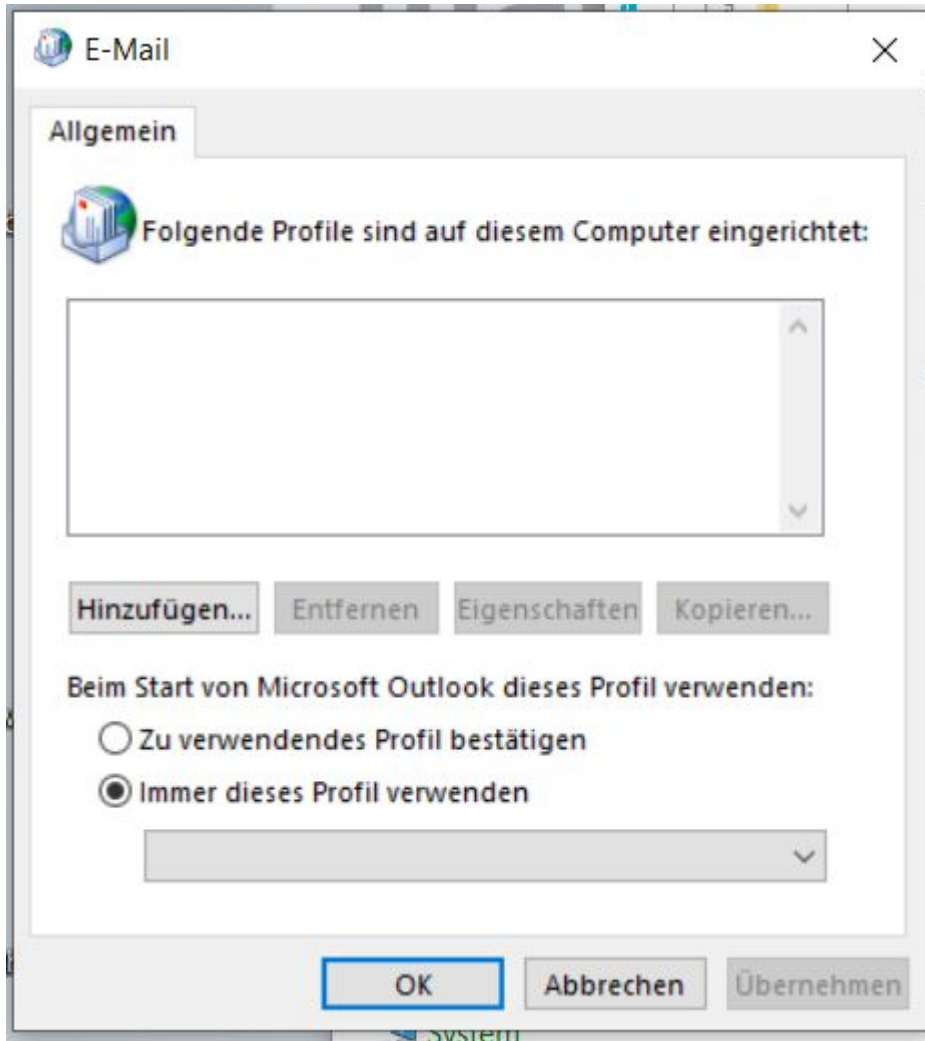 E-Mail
Allgemein
Folgende Profile sind auf diesem Computer eingerichtet:
Hinzufügen... Entfernen Eigenschaften Kopieren...
Beim Start von Microsoft Outlook dieses Profil verwenden:
Zu verwendendes Profil bestätigen
Immer dieses Profil verwenden
OK Abbrechen Übernehmen
System